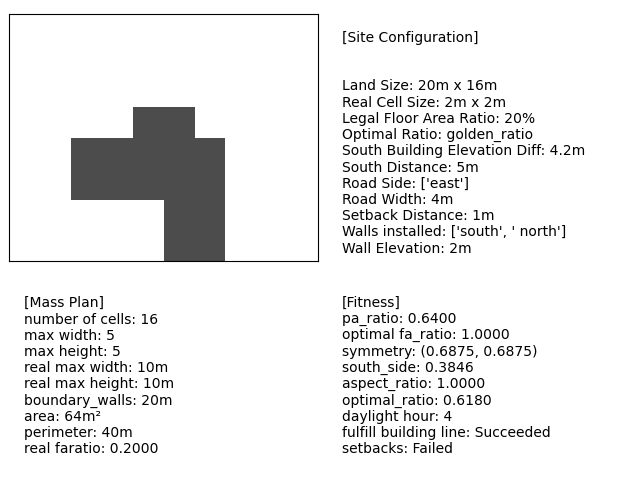 [Site Configuration]
Land Size: 20m x 16m
Real Cell Size: 2m x 2m
Legal Floor Area Ratio: 20%
Optimal Ratio: golden_ratio
South Building Elevation Diff: 4.2m
South Distance: 5m
Road Side: ['east']
Road Width: 4m
Setback Distance: 1m
Walls installed: ['south', ' north']
Wall Elevation: 2m
[Mass Plan]
number of cells: 16
max width: 5
max height: 5
real max width: 10m
real max height: 10m
boundary_walls: 20m
area: 64m²
perimeter: 40m
real faratio: 0.2000
[Fitness]
pa_ratio: 0.6400
optimal fa_ratio: 1.0000
symmetry: (0.6875, 0.6875)
south_side: 0.3846
aspect_ratio: 1.0000
optimal_ratio: 0.6180
daylight hour: 4
fulfill building line: Succeeded
setbacks: Failed